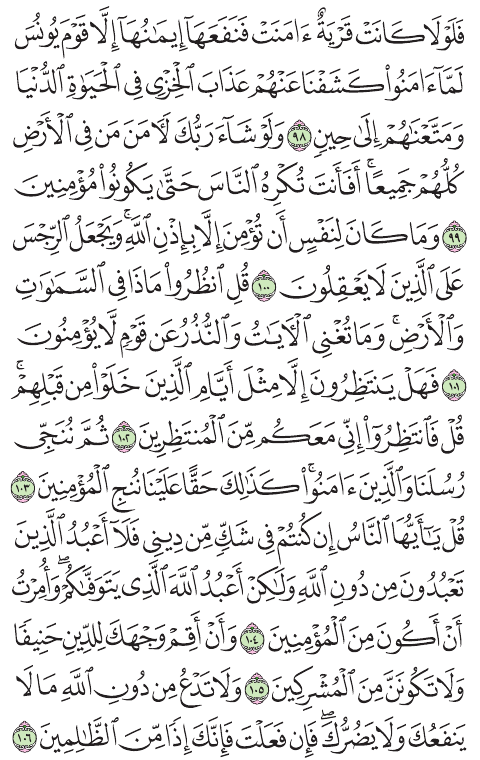 فَلَوْلَا كَانَتْ قَرْيَةٌ ءَامَنَتْ فَنَفَعَهَآ إِيمَٰنُهَآ إِلَّا قَوْمَ يُونُسَ
لَمَّآ ءَامَنُوا۟ كَشَفْنَا عَنْهُمْ عَذَابَ ٱلْخِزْىِ فِى ٱلْحَيَوٰةِ ٱلدُّنْيَا
وَمَتَّعْنَٰهُمْ إِلَىٰ حِينٍ ٩٨ وَلَوْ شَآءَ رَبُّكَ لَءَامَنَ مَن فِى ٱلْأَرْضِ
كُلُّهُمْ جَمِيعًا ۚ أَفَأَنتَ تُكْرِهُ ٱلنَّاسَ حَتَّىٰ يَكُونُوا۟ مُؤْمِنِينَ
٩٩ وَمَا كَانَ لِنَفْسٍ أَن تُؤْمِنَ إِلَّا بِإِذْنِ ٱللَّهِ ۚ وَيَجْعَلُ ٱلرِّجْسَ
عَلَى ٱلَّذِينَ لَا يَعْقِلُونَ ١٠٠ قُلِ ٱنظُرُوا۟ مَاذَا فِى ٱلسَّمَٰوَٰتِ
وَٱلْأَرْضِ ۚ وَمَا تُغْنِى ٱلْءَايَٰتُ وَٱلنُّذُرُ عَن قَوْمٍ لَّا يُؤْمِنُونَ
١٠١ فَهَلْ يَنتَظِرُونَ إِلَّا مِثْلَ أَيَّامِ ٱلَّذِينَ خَلَوْا۟ مِن قَبْلِهِمْ ۚ
قُلْ فَٱنتَظِرُوٓا۟ إِنِّى مَعَكُم مِّنَ ٱلْمُنتَظِرِينَ ١٠٢ ثُمَّ نُنَجِّى
رُسُلَنَا وَٱلَّذِينَ ءَامَنُوا۟ ۚ كَذَٰلِكَ حَقًّا عَلَيْنَا نُنجِ ٱلْمُؤْمِنِينَ ١٠٣
قُلْ يَٰٓأَيُّهَا ٱلنَّاسُ إِن كُنتُمْ فِى شَكٍّ مِّن دِينِى فَلَآ أَعْبُدُ ٱلَّذِينَ
تَعْبُدُونَ مِن دُونِ ٱللَّهِ وَلَٰكِنْ أَعْبُدُ ٱللَّهَ ٱلَّذِى يَتَوَفَّىٰكُمْ ۖ وَأُمِرْتُ
أَنْ أَكُونَ مِنَ ٱلْمُؤْمِنِينَ ١٠٤ وَأَنْ أَقِمْ وَجْهَكَ لِلدِّينِ حَنِيفًا
وَلَا تَكُونَنَّ مِنَ ٱلْمُشْرِكِينَ ١٠٥ وَلَا تَدْعُ مِن دُونِ ٱللَّهِ مَا لَا
يَنفَعُكَ وَلَا يَضُرُّكَ ۖ فَإِن فَعَلْتَ فَإِنَّكَ إِذًا مِّنَ ٱلظَّٰلِمِينَ ١٠٦